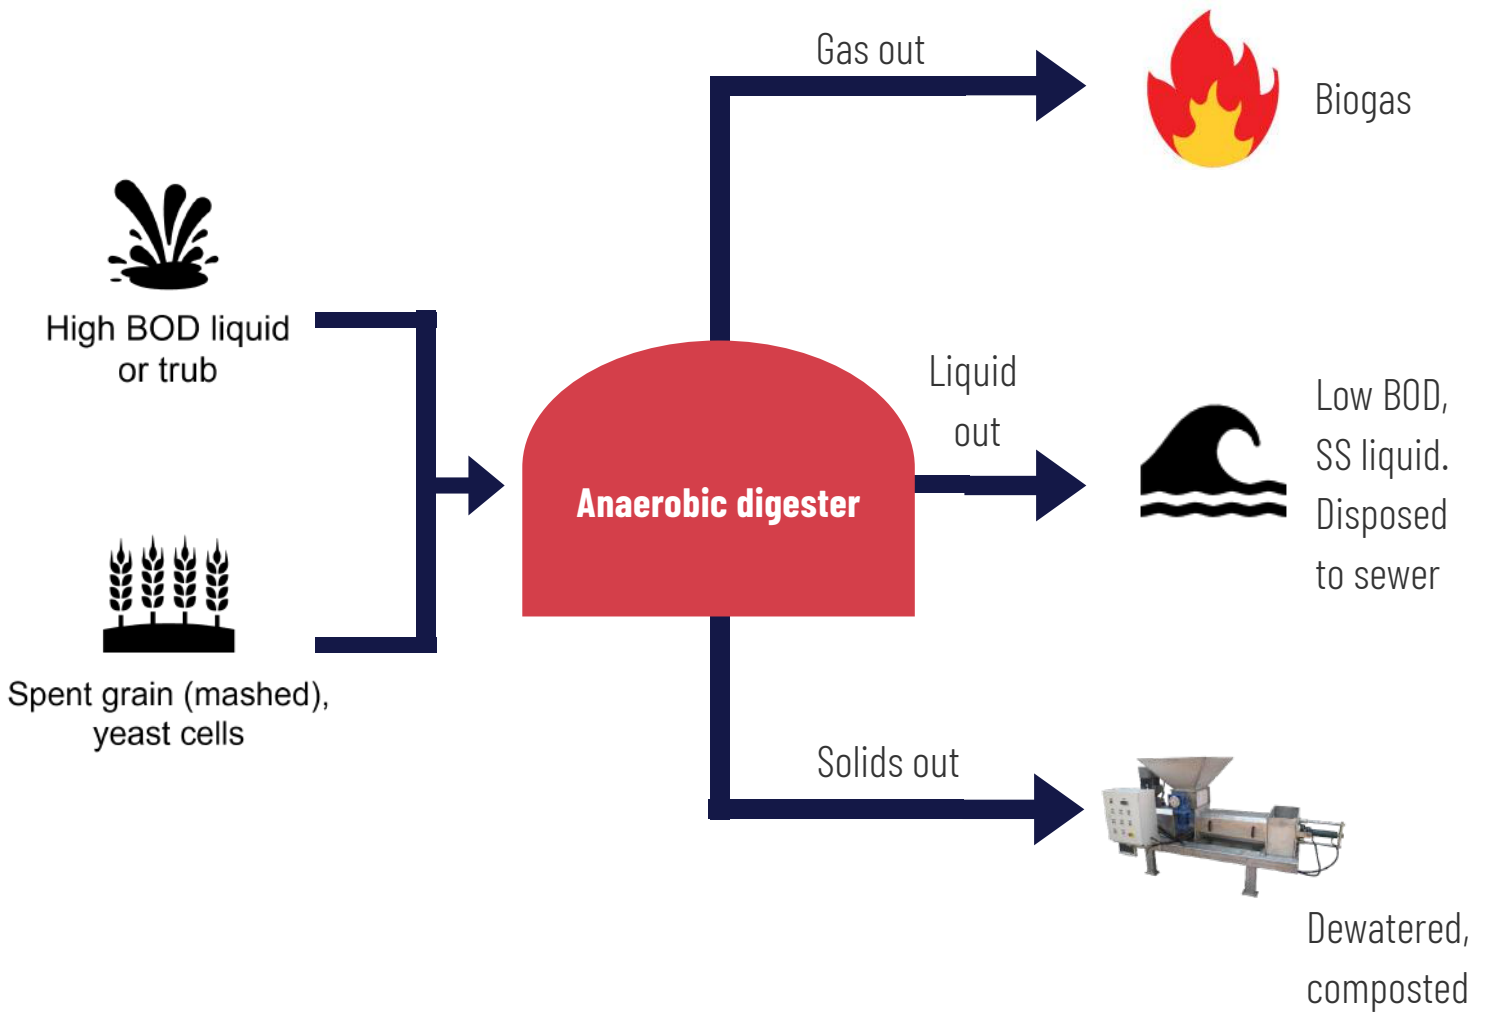 Gas out
Biogas
High BOD liquid
or trub
Liquid
out
Low BOD,
SS liquid.
Disposed
to sewer
Anaerobic digester
Spent grain (mashed),
yeast cells
Solids out
Dewatered,
composted